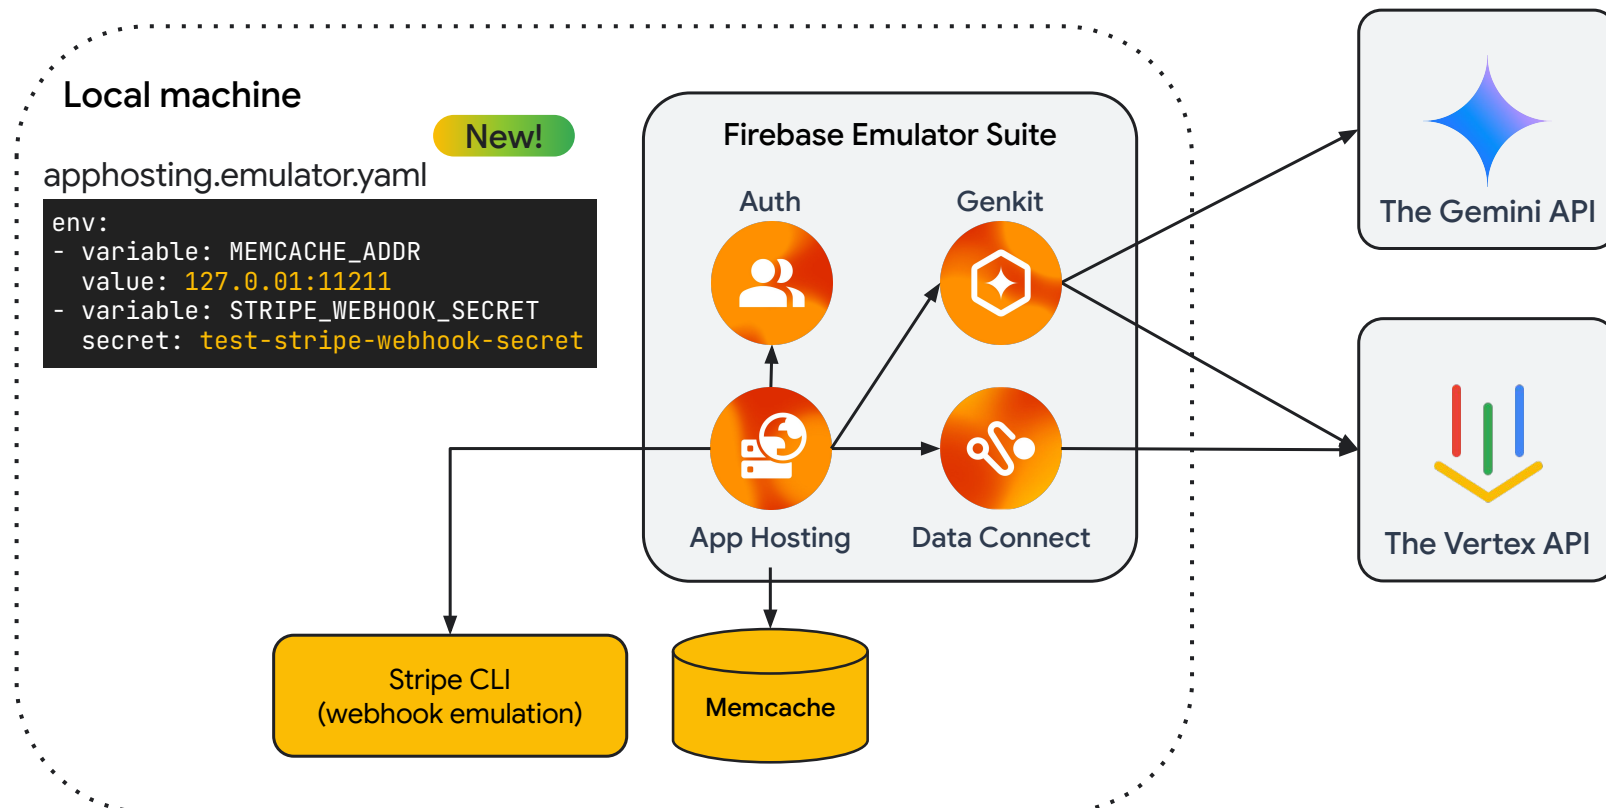 Local machine
New!
apphosting.emulator.yaml
env:
- variable: MEMCACHE_ADDR
  value: 127.0.01:11211
- variable: STRIPE_WEBHOOK_SECRET
  secret: test-stripe-webhook-secret
Firebase Emulator Suite
Auth
Genkit
App Hosting
Data Connect
Stripe CLI
(webhook emulation)
Memcache
The Gemini API
The Vertex API